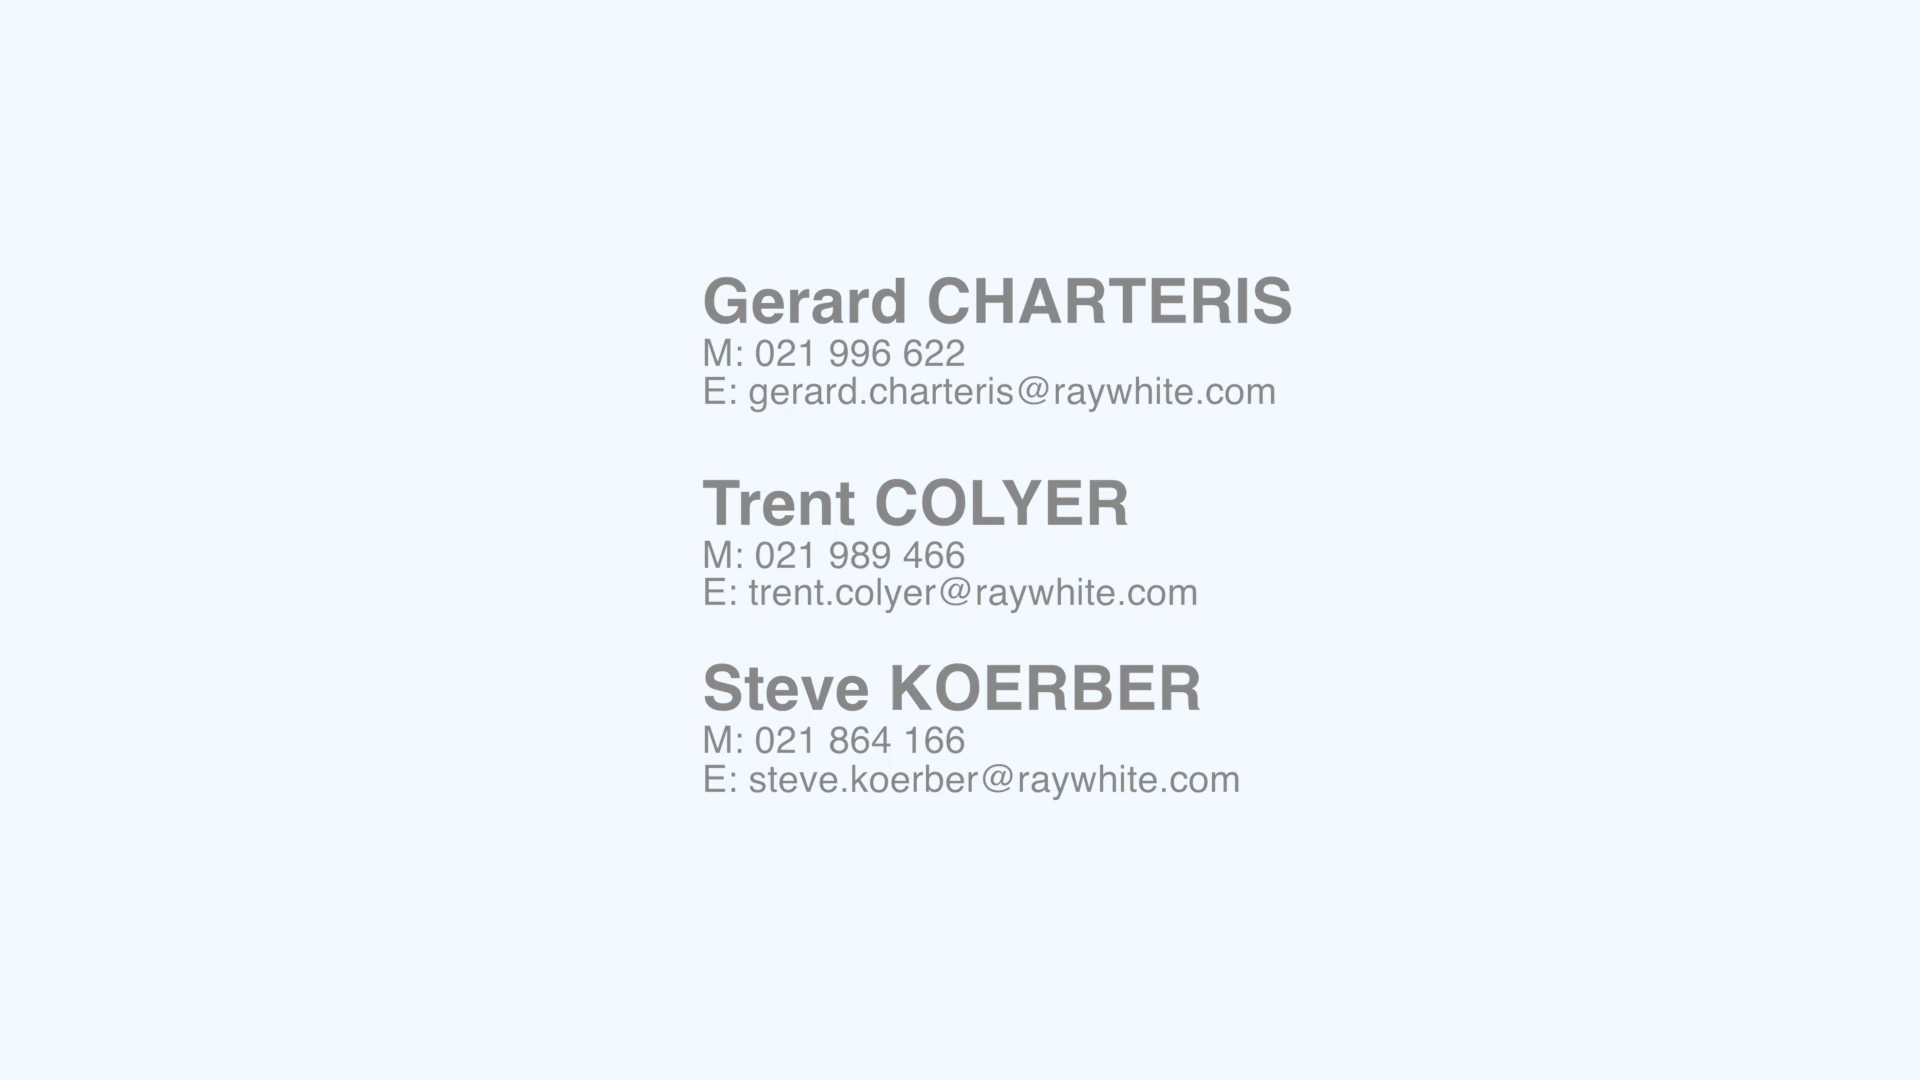 Gerard CHARTERIS
M: 021 996 622
E: gerard.charteris@raywhite.com
Trent COLYER
M: 021 989 466
E: trent.colyer@raywhite.com
Steve KOERBER
M: 021 864 166
E: steve.koerber@raywhite.com